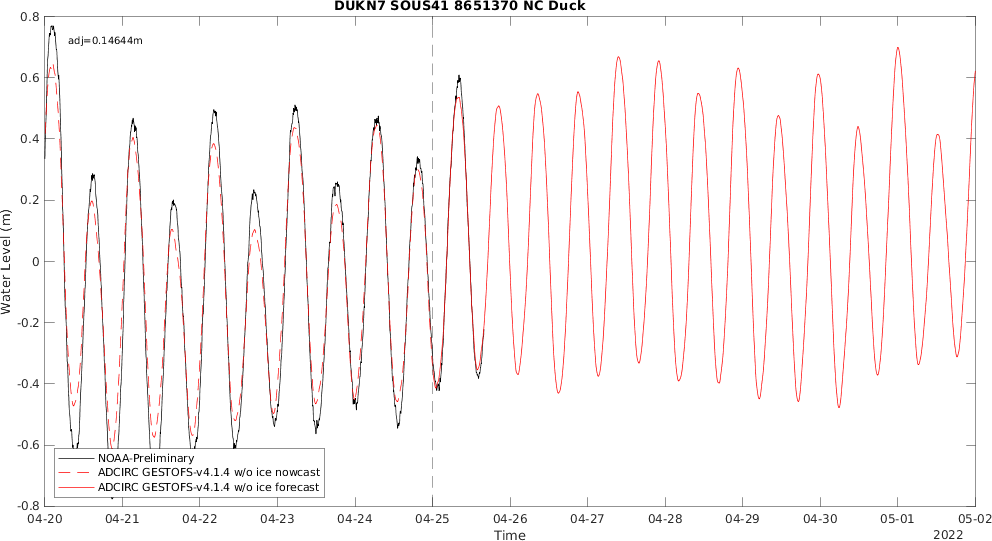 DUKN7 SOUS41 8651370 NC Duck
adj=0.14644m
Water Level (m)
0.8
0.6
0.4
0.2
0
-0.2
-0.4
-0.6
-0.8
NOAA-Preliminary
ADCIRC GESTOFS-v4.1.4 w/o ice nowcast
ADCIRC GESTOFS-v4.1.4 w/o ice forecast
04-20 04-21 04-22 04-23 04-24 04-25 04-26 04-27 04-28 04-29 04-30 05-01 05-02
Time
2022